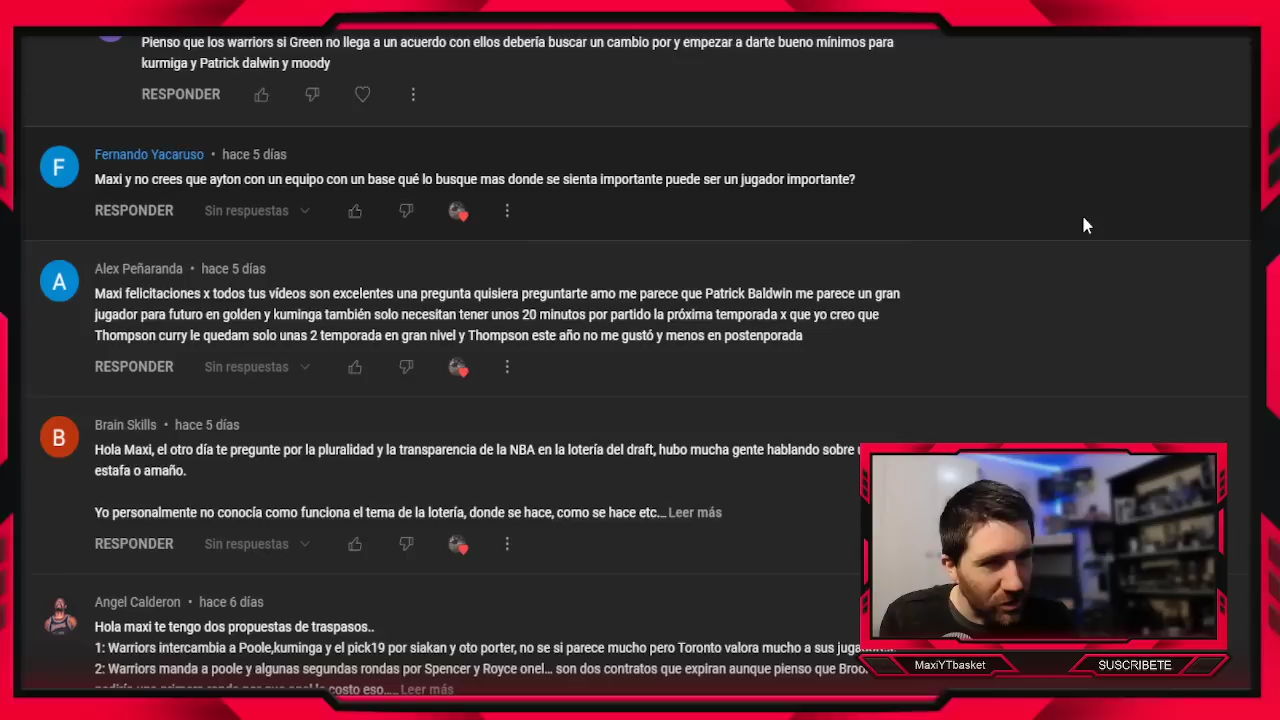 Pienso que los warriors si Green no llega a un acuerdo con ellos debería buscar un cambio por y empezar a darte bueno mínimos para
kurmiga y Patrick dalwin y moody
RESPONDER
F
Fernando Yacaruso • hace 5 días
Maxi y no crees que ayton con un equipo con un base qué lo busque mas donde se sienta importante puede ser un jugador importante?
RESPONDER Sin respuestas
A
Alex Peñaranda • hace 5 días
Maxi felicitaciones x todos tus vídeos son excelentes una pregunta quisiera preguntarte amo me parece que Patrick Baldwin me parece un gran
jugador para futuro en golden y kuminga también solo necesitan tener unos 20 minutos por partido la próxima temporada x que yo creo que
Thompson curry le quedam solo unas 2 temporada en gran nivel y Thompson este año no me gustó y menos en postenporada
RESPONDER Sin respuestas
B
Brain Skills • hace 5 días
Hola Maxi, el otro día te pregunte por la pluralidad y la transparencia de la NBA en la lotería del draft, hubo mucha gente hablando sobre
estafa o amaño.
Yo personalmente no conocía como funciona el tema de la lotería, donde se hace, como se hace etc... Leer más
RESPONDER Sin respuestas
Angel Calderon • hace 6 días
Hola maxi te tengo dos propuestas de traspasos..
1: Warriors intercambia a Poole,kuminga y el pick19 por siakan y oto porter, no se si parece mucho pero Toronto valora mucho a sus
2: Warriors manda a poole y algunas segundas rondas por Spencer y Royce onel... son dos contratos que expiran aunque pienso que
Leer más
MaxiYTbasket
SUSCRIBETE